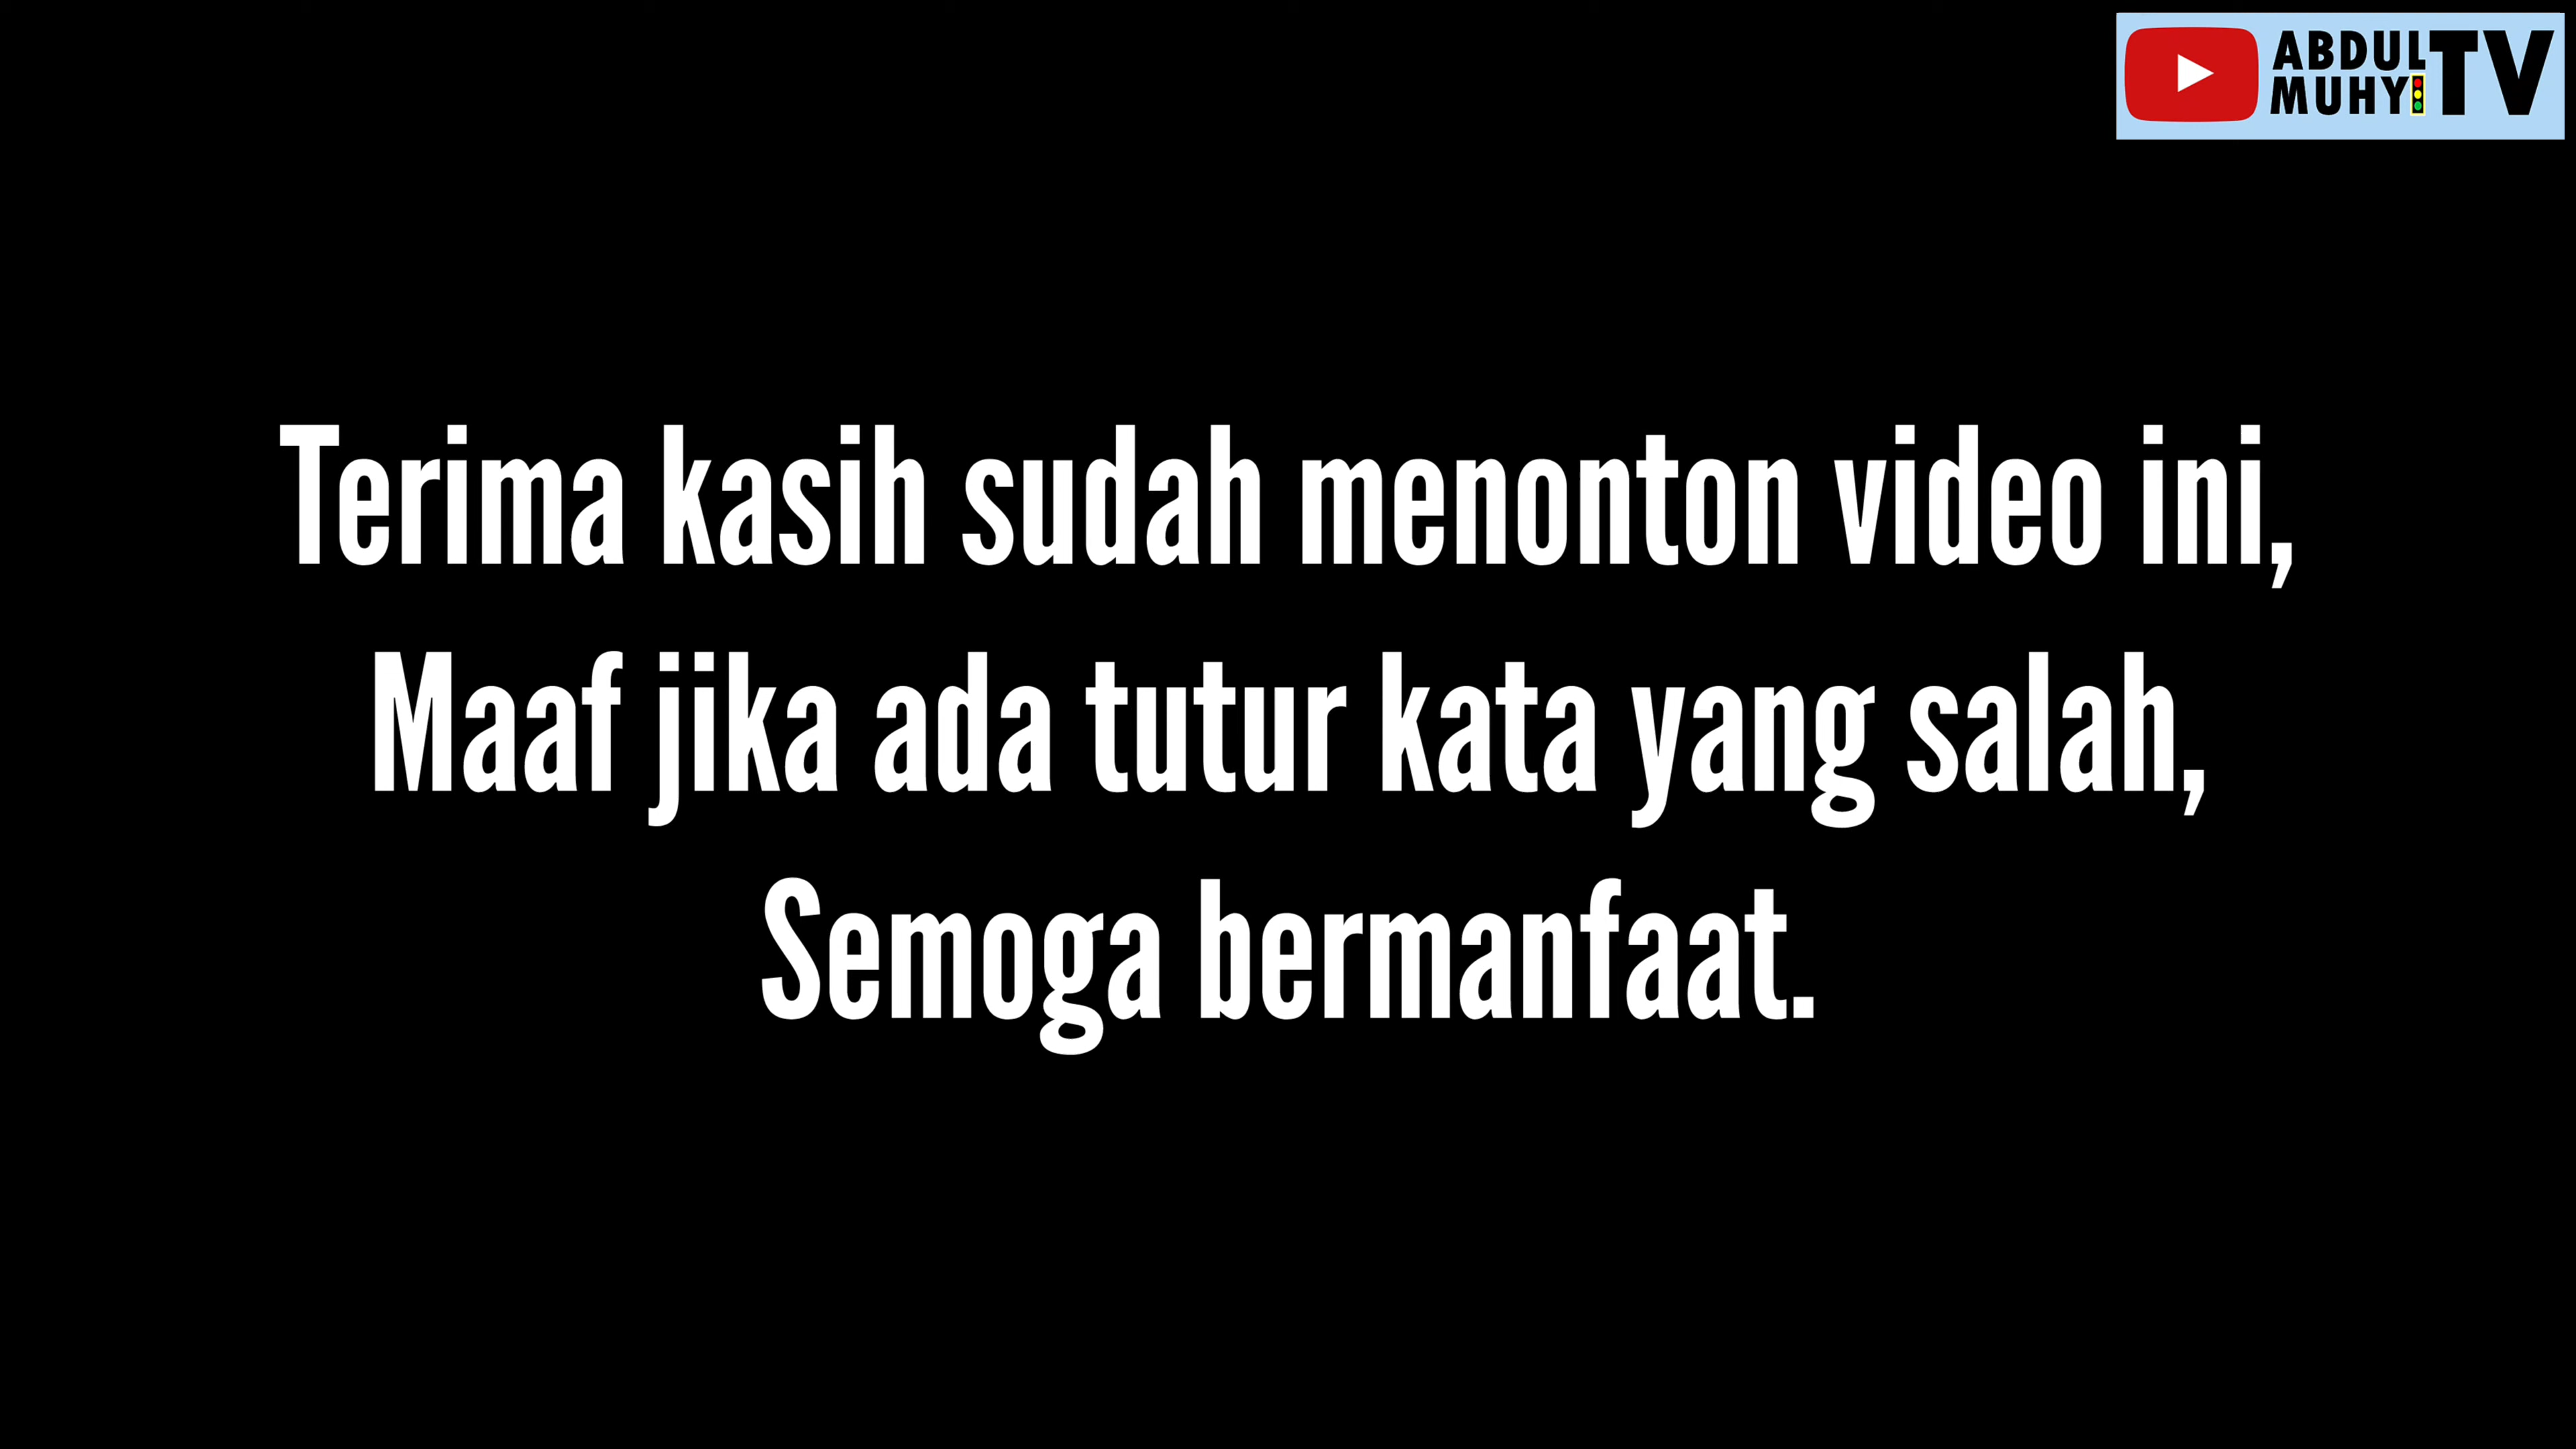 ABDUL
MUHYI
TV
Terima kasih sudah menonton video ini,
Maaf jika ada tutur kata yang salah,
Semoga bermanfaat.